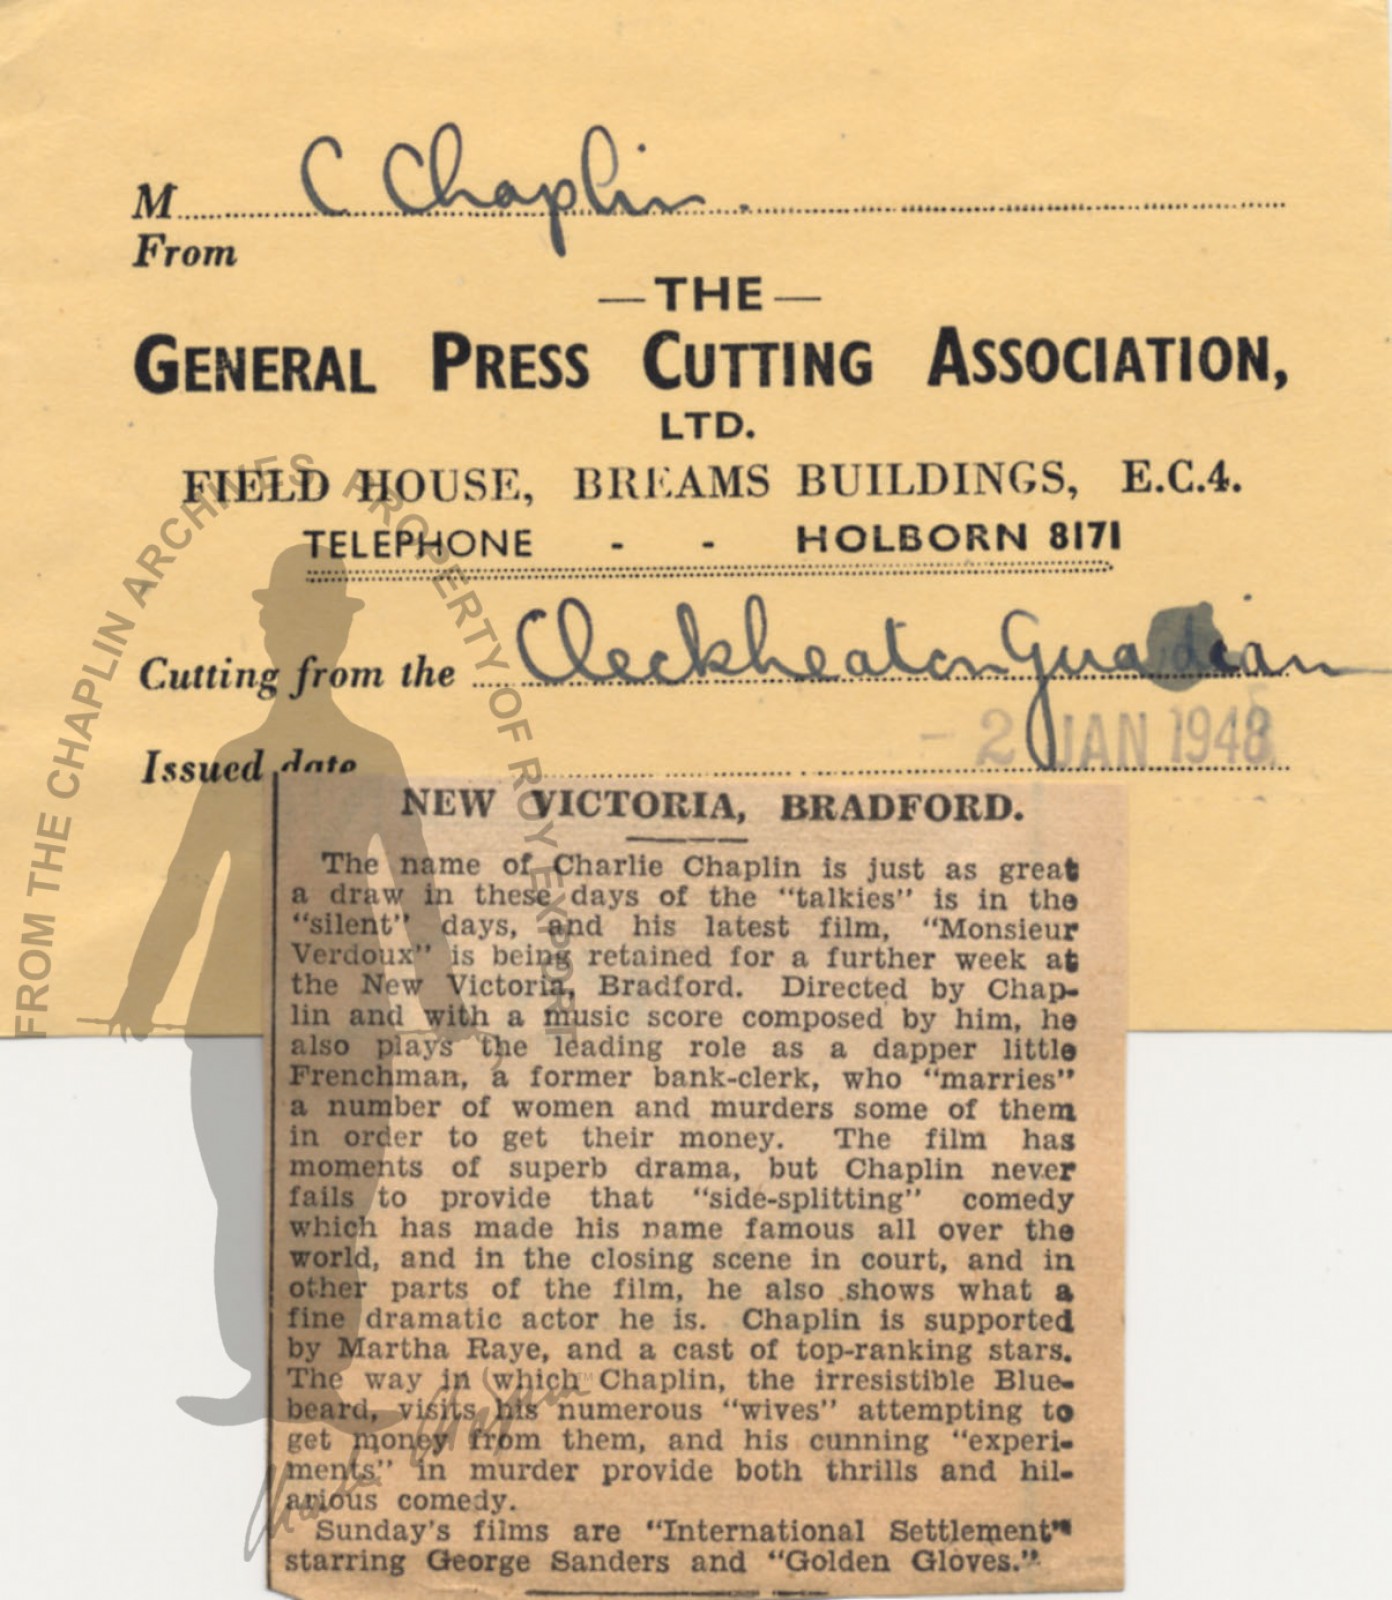 M C Chaplin.
From
— THE —
GENERAL PRESS CUTTING ASSOCIATION,
LTD.
FIELD HOUSE, BREAMS BUILDINGS, E.C.4.
TELEPHONE - - HOLBORN 8171
Cutting from the Cleckheaton Guardian
Issued date - 2 JAN 1948
NEW VICTORIA, BRADFORD.
The name of Charlie Chaplin is just as great
a draw in these days of the "talkies" is in the
"silent" days, and his latest film, "Monsieur
Verdoux" is being retained for a further week at
the New Victoria, Bradford. Directed by Chap-
lin and with a music score composed by him, he
also plays the leading role as a dapper little
Frenchman, a former bank-clerk, who "marries"
a number of women and murders some of them
in order to get their money. The film has
moments of superb drama, but Chaplin never
fails to provide that "side-splitting" comedy
which has made his name famous all over the
world, and in the closing scene in court, and in
other parts of the film, he also shows what a
fine dramatic actor he is. Chaplin is supported
by Martha Raye, and a cast of top-ranking stars.
The way in which Chaplin, the irresistible Blue-
beard, visits his numerous "wives" attempting to
get money from them, and his cunning "experi-
ments" in murder provide both thrills and hil-
arious comedy.
Sunday's films are "International Settlement"
starring George Sanders and "Golden Gloves."
FROM THE CHAPLIN ARCHIVES PROPERTY OF ROY EXPORT
Charlie Chaplin ™